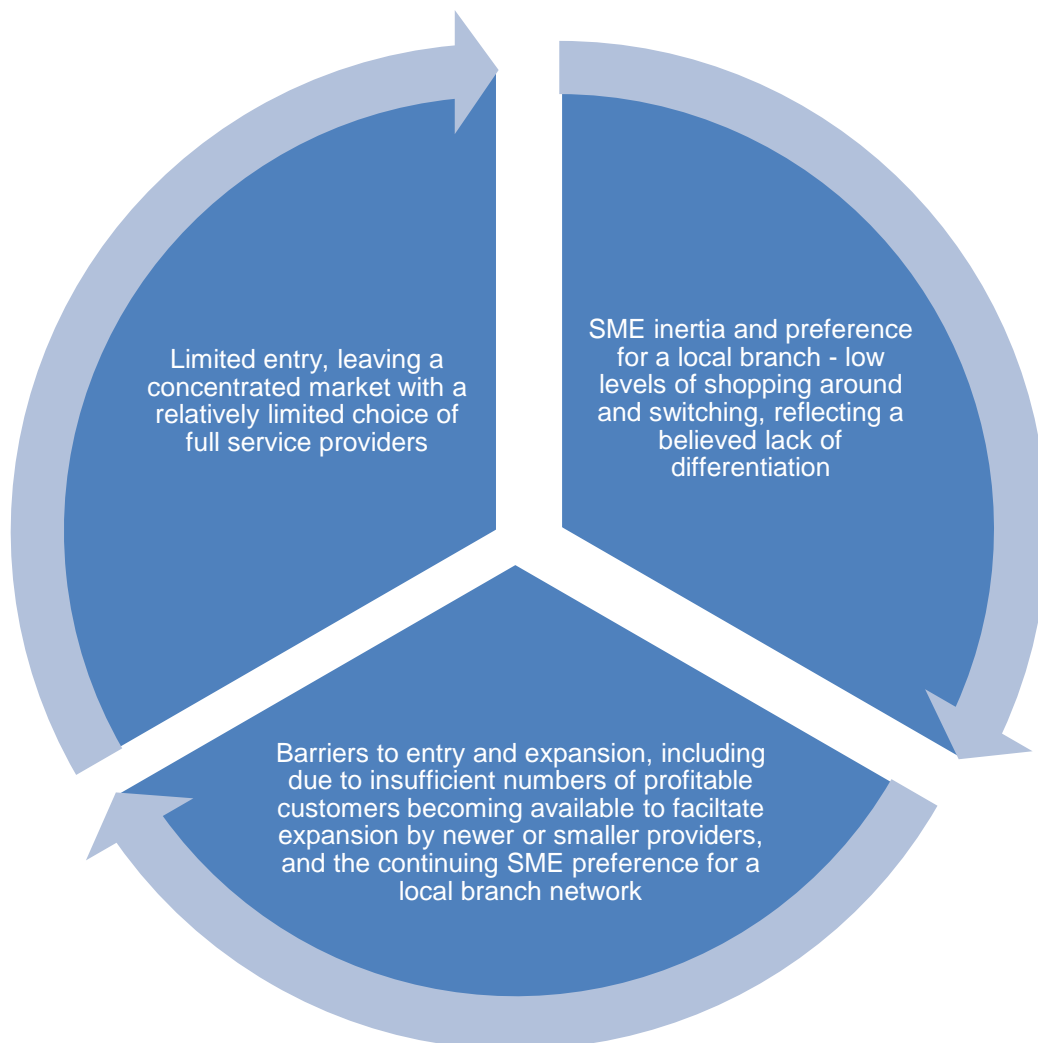 Limited entry, leaving a
concentrated market with a
relatively limited choice of
full service providers
SME inertia and preference
for a local branch - low
levels of shopping around
and switching, reflecting a
believed lack of
differentiation
Barriers to entry and expansion, including
due to insufficient numbers of profitable
customers becoming available to faciltate
expansion by newer or smaller providers,
and the continuing SME preference for a
local branch network